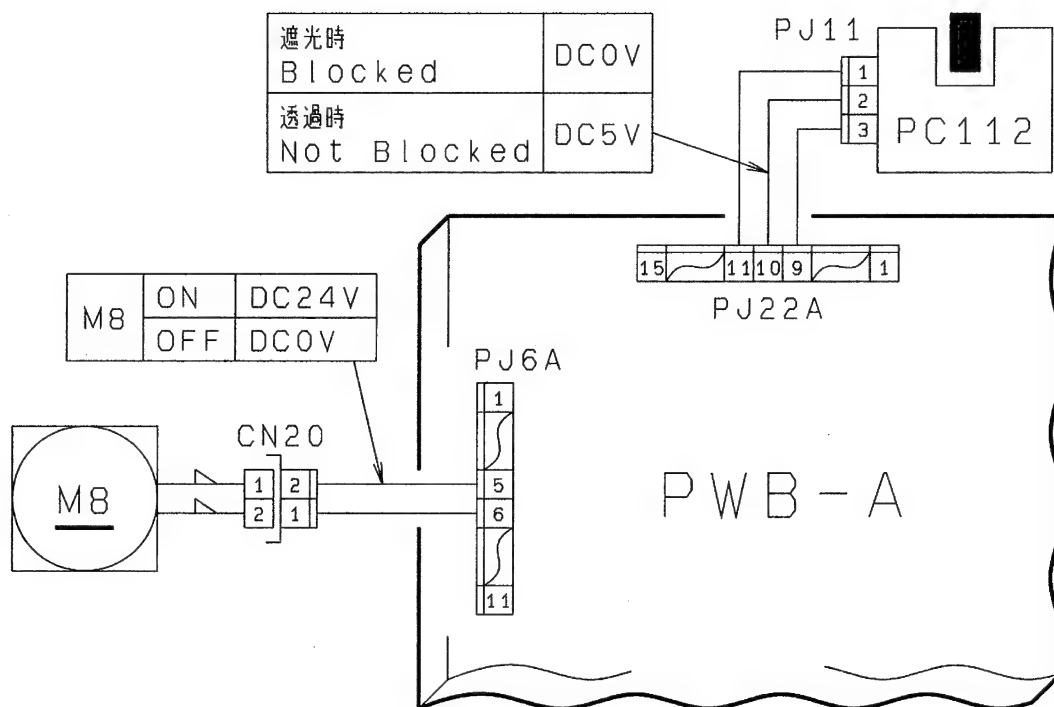 遮光時
Blocked
DC0V
透過時
Not Blocked
DC5V
PJ11
1
2
3
PC112
15
11
10
9
1
PJ22A
M8
ON
DC24V
OFF
DC0V
PJ6A
1
5
6
11
CN20
1
2
2
1
M8
PWB-A